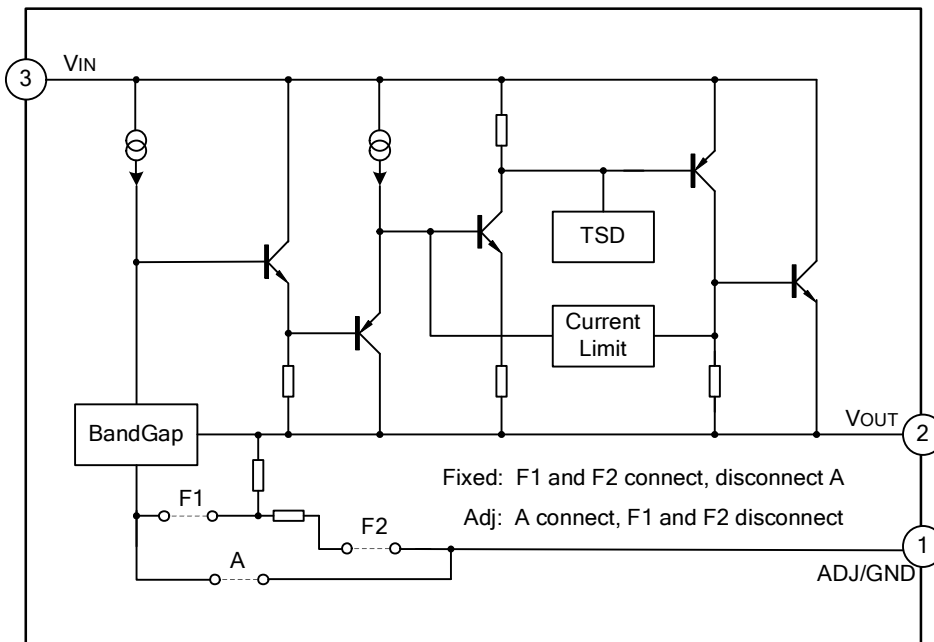 3
VIN
TSD
Current
Limit
BandGap
VOUT
2
Fixed: F1 and F2 connect, disconnect A
F1
Adj: A connect, F1 and F2 disconnect
F2
1
A
ADJ/GND